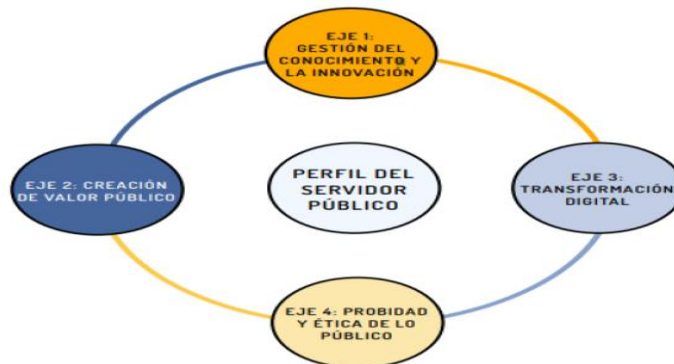 EJE 1:
GESTIÓN DEL
CONOCIMIENTO Y
LA INNOVACIÓN
EJE 2: CREACIÓN
DE VALOR PÚBLICO
PERFIL DEL
SERVIDOR
PÚBLICO
EJE 3:
TRANSFORMACIÓN
DIGITAL
EJE 4: PROBIDAD
Y ÉTICA DE LO
PÚBLICO